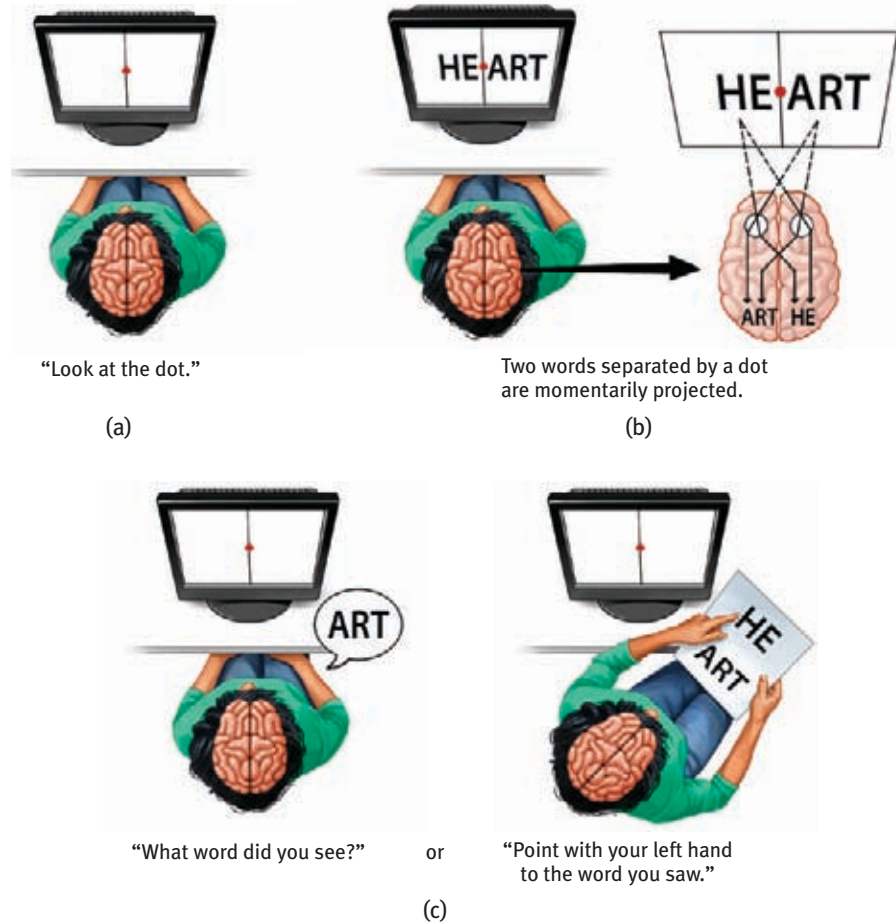 HE ART
HE ART
ART HE
“Look at the dot.”
Two words separated by a dot
are momentarily projected.
(a)
(b)
ART
HE
ART
“What word did you see?”
or
“Point with your left hand
to the word you saw.”
(c)